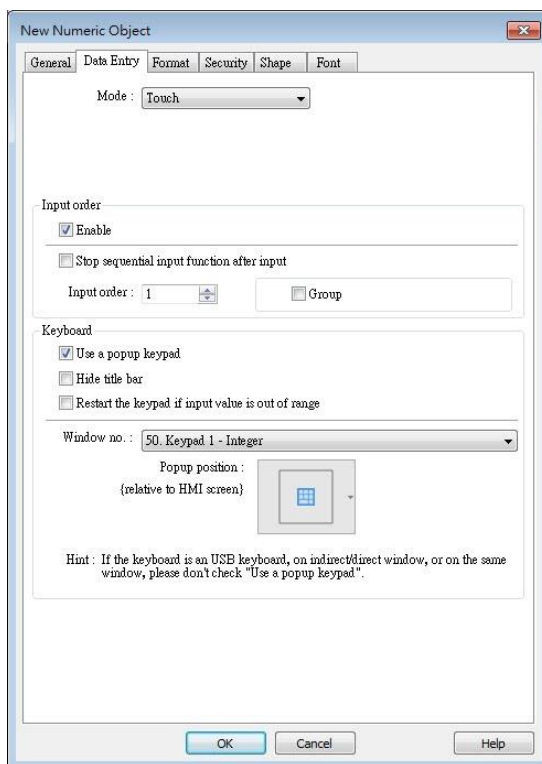 New Numeric Object
General Data Entry Format Security Shape Font
Mode : Touch
Input order
Enable
Stop sequential input function after input
Input order : 1 Group
Keyboard
Use a popup keypad
Hide title bar
Restart the keypad if input value is out of range
Window no. : 50. Keypad 1 - Integer
Popup position :
{relative to HMI screen}
Hint : If the keyboard is an USB keyboard, on indirect/direct window, or on the same
window, please don't check "Use a popup keypad".
OK Cancel Help